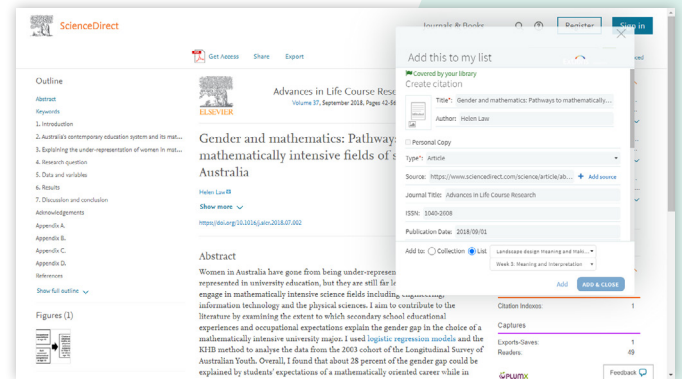 ScienceDirect
Journals & Books
Register
Sign in
Get Access
Share
Export
Outline
Abstract
Keywords
1. Introduction
2. Australia's contemporary education system and its mat...
3. Explaining the under-representation of women in mat...
4. Research question
5. Data and variables
6. Results
7. Discussion and conclusion
Acknowledgements
Appendix A.
Appendix B.
Appendix C.
Appendix D.
References
Show full outline
Figures (1)
ELSEVIER
Advances in Life Course Rese
Volume 37, September 2018, Pages 42-56
Gender and mathematics: Pathway
mathematically intensive fields of s
Australia
Helen Law
Show more
https://doi.org/10.1016/j.alcr.2018.07.002
Abstract
Women in Australia have gone from being under-represen
represented in university education, but they are still far le
engage in mathematically intensive science fields including engineering,
information technology and the physical sciences. I aim to contribute to the
literature by examining the extent to which secondary school educational
experiences and occupational expectations explain the gender gap in the choice of a
mathematically intensive university major. I used logistic regression models and the
KHB method to analyse the data from the 2003 cohort of the Longitudinal Survey of
Australian Youth. Overall, I found that about 28 percent of the gender gap could be
explained by students' expectations of a mathematically oriented career while in
Add this to my list
Covered by your library
Create citation
Title*: Gender and mathematics: Pathways to mathematically...
Author: Helen Law
Personal Copy
Type*: Article
Source: https://www.sciencedirect.com/science/article/ab...
Add source
Journal Title: Advances in Life Course Research
ISSN: 1040-2608
Publication Date: 2018/09/01
Add to: Collection List
Landscape design meaning and
Week 3: Meaning and Interpretation
Add
ADD & CLOSE
Citation Indexes: 1
Captures
Exports-Saves: 1
Readers: 49
PLUMX
Feedback